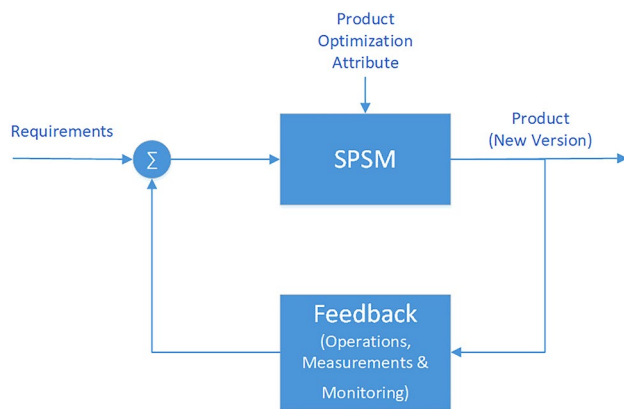 Product
Optimization
Attribute
Requirements
Σ
SPSM
Product
(New Version)
Feedback
(Operations,
Measurements &
Monitoring)